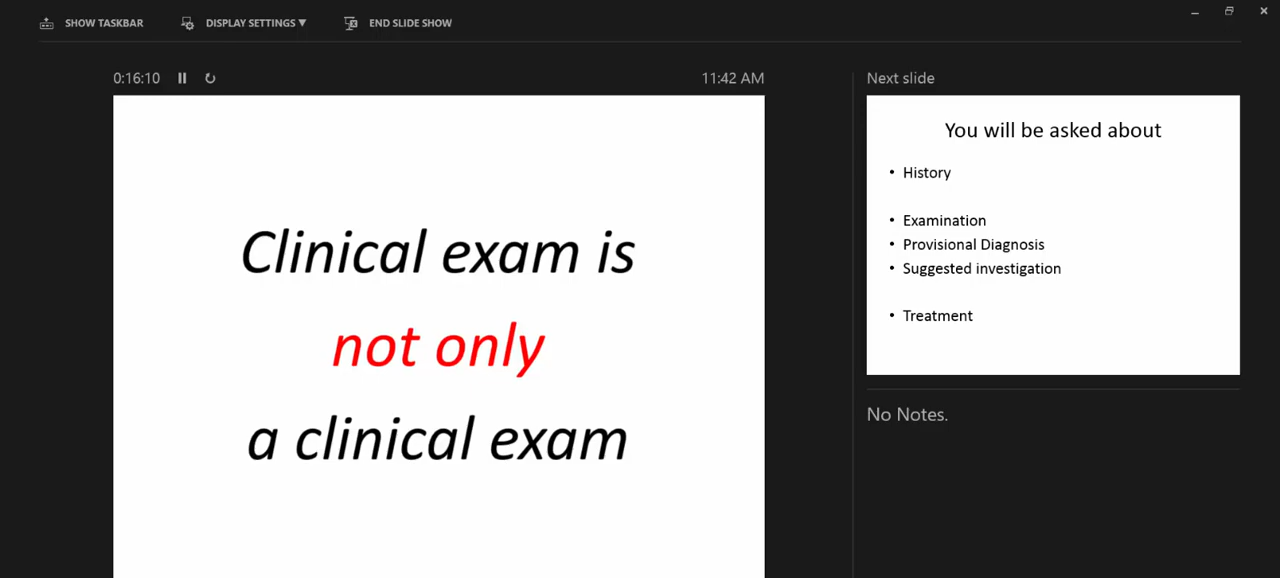 SHOW TASKBAR
DISPLAY SETTINGS ▼
END SLIDE SHOW
0:16:10
11:42 AM
Clinical exam is
not only
a clinical exam
Next slide
You will be asked about
• History
• Examination
• Provisional Diagnosis
• Suggested investigation
• Treatment
No Notes.